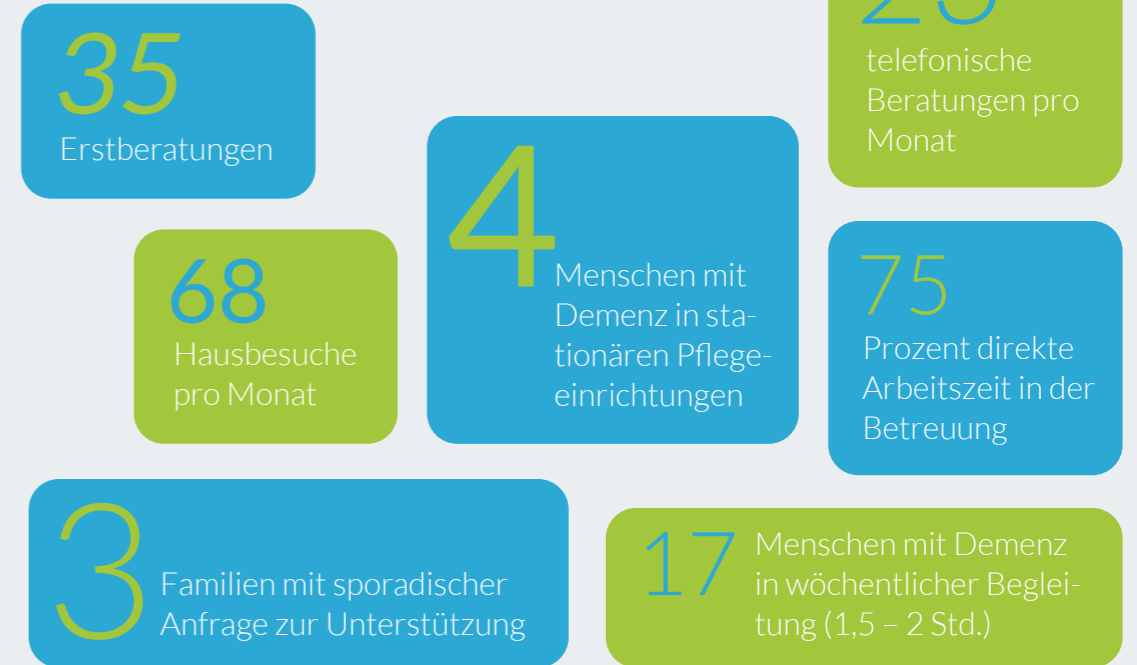 35
Erstberatungen
telefonische
Beratungen pro
Monat
4
Menschen mit
Demenz in sta-
tionären Pflege-
einrichtungen
68
Hausbesuche
pro Monat
75
Prozent direkte
Arbeitszeit in der
Betreuung
3
Familien mit sporadischer
Anfrage zur Unterstützung
17
Menschen mit Demenz
in wöchentlicher Beglei-
tung (1,5 – 2 Std.)